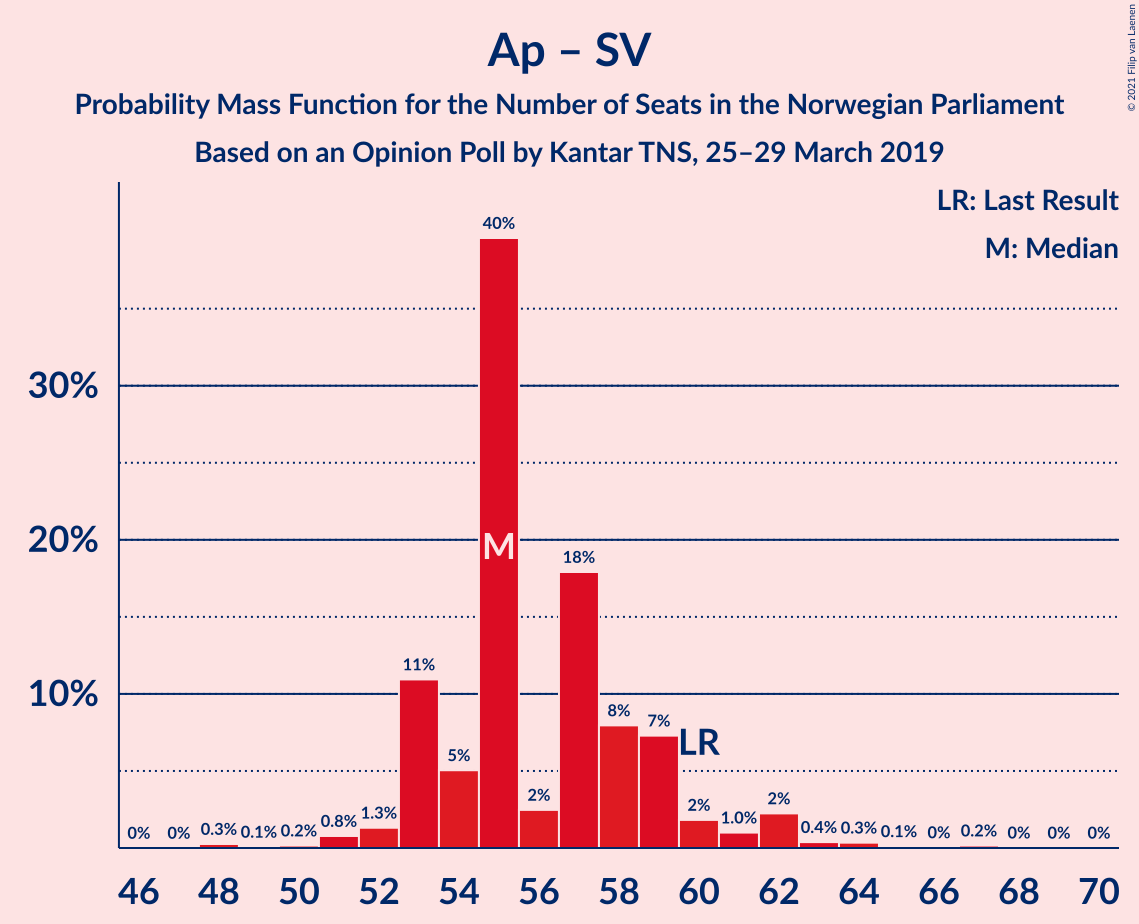 Ap – SV
Probability Mass Function for the Number of Seats in the Norwegian Parliament
Based on an Opinion Poll by Kantar TNS, 25–29 March 2019
© 2021 Filip van Laenen
LR: Last Result
M: Median
30%
20%
10%
0% 0% 0.3% 0.1% 0.2% 0.8% 1.3% 11% 5% 40% 2% 18% 8% 7% 2% 1.0% 2% 0.4% 0.3% 0.1% 0% 0.2% 0% 0% 0%
M
LR
46 48 50 52 54 56 58 60 62 64 66 68 70